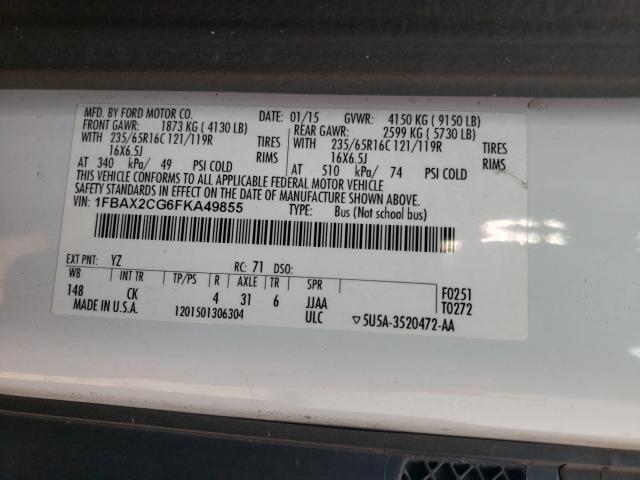 MFD. BY FORD MOTOR CO.
DATE: 01/15 GVWR: 4150 KG ( 9150 LB)
FRONT GAWR: 1873 KG ( 4130 LB) REAR GAWR: 2599 KG ( 5730 LB)
WITH 235/65R16C 121/119R TIRES WITH 235/65R16C 121/119R TIRES
16X6.5J RIMS 16X6.5J RIMS
AT 340 kPa/ 49 PSI COLD AT 510 kPa/ 74 PSI COLD
THIS VEHICLE CONFORMS TO ALL APPLICABLE FEDERAL MOTOR VEHICLE
SAFETY STANDARDS IN EFFECT ON THE DATE OF MANUFACTURE SHOWN ABOVE.
VIN: 1FBAX2CG6FKA49855 TYPE: Bus (Not school bus)
EXT PNT: YZ RC: 71 DSO:
WB INT TR TP/PS R AXLE TR SPR F0251
148 CK 4 31 6 JJAA T0272
MADE IN U.S.A. 1201501306304 ULC ▽5U5A-3520472-AA